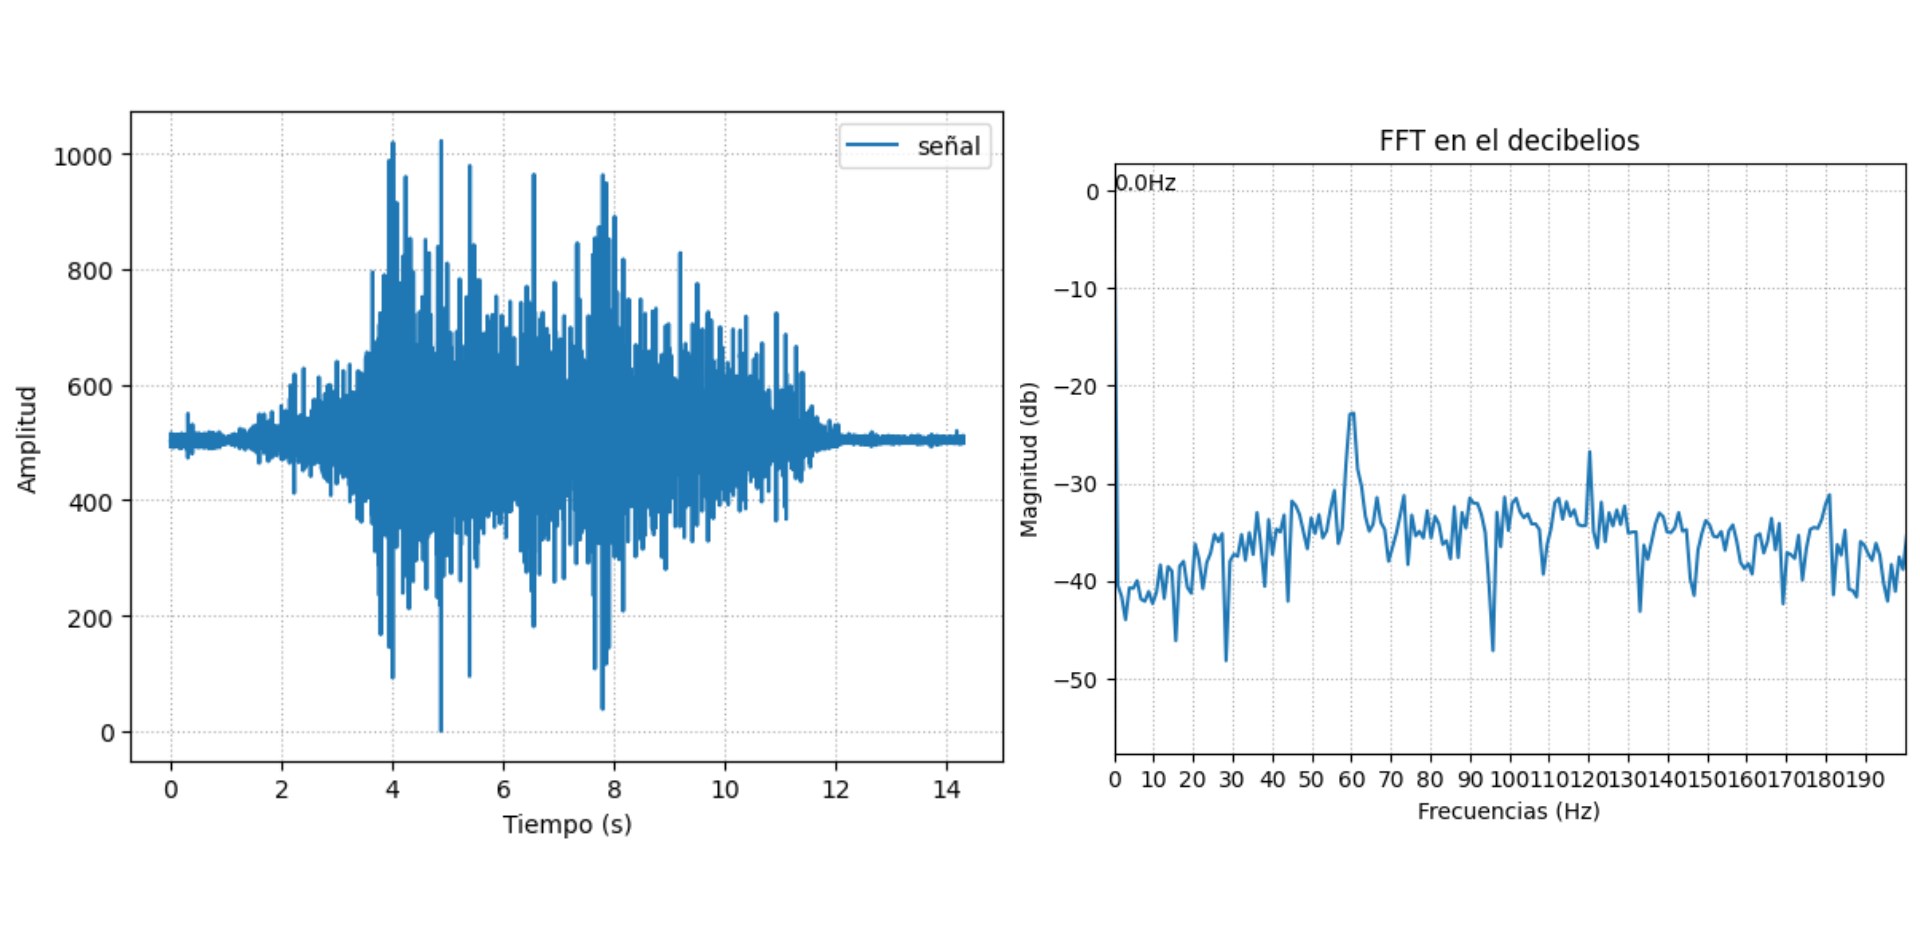 señal
1000
800
600
400
200
0
Amplitud
0 2 4 6 8 10 12 14
Tiempo (s)
FFT en el decibelios
0.0Hz
0
−10
−20
−30
−40
−50
Magnitud (db)
0 10 20 30 40 50 60 70 80 90 100110120130140150160170180190
Frecuencias (Hz)